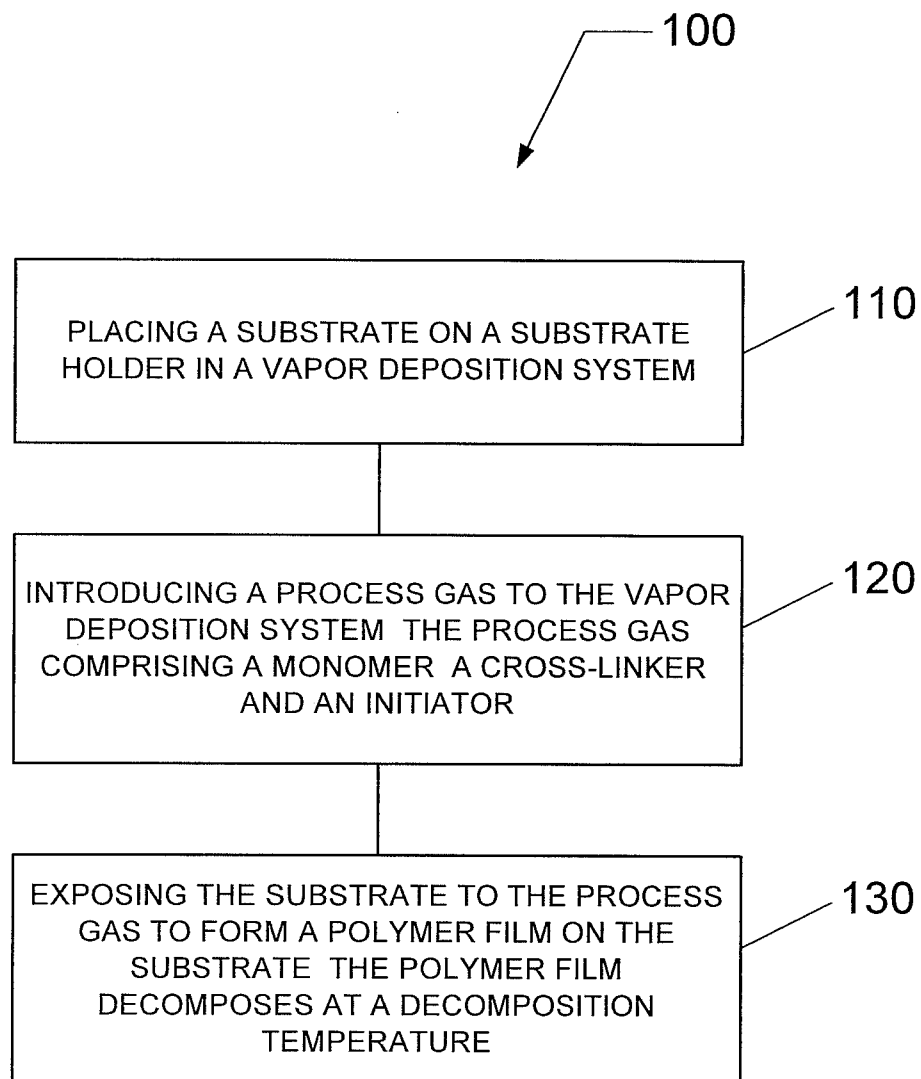 100
PLACING A SUBSTRATE ON A SUBSTRATE
HOLDER IN A VAPOR DEPOSITION SYSTEM
110
INTRODUCING A PROCESS GAS TO THE VAPOR
DEPOSITION SYSTEM THE PROCESS GAS
COMPRISING A MONOMER A CROSS-LINKER
AND AN INITIATOR
120
EXPOSING THE SUBSTRATE TO THE PROCESS
GAS TO FORM A POLYMER FILM ON THE
SUBSTRATE THE POLYMER FILM
DECOMPOSES AT A DECOMPOSITION
TEMPERATURE
130